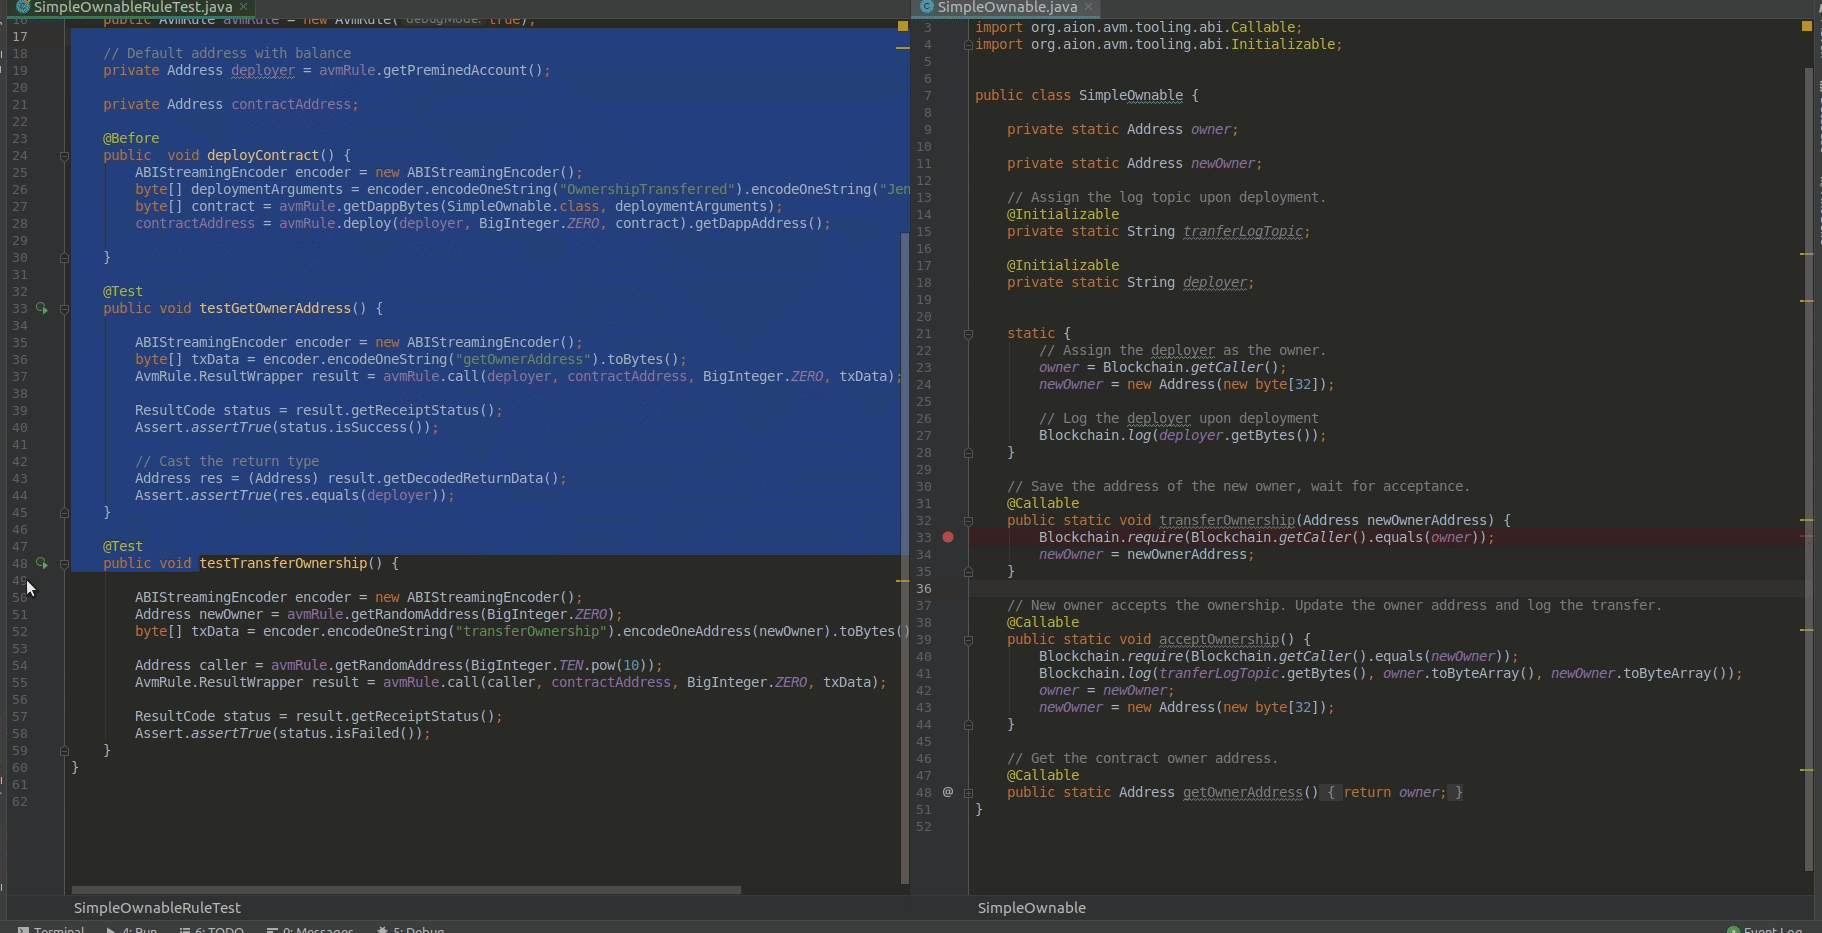 SimpleOwnableRuleTest.java
16 public AvmRule avmRule = new AvmRule( debugMode: true);
17
18 // Default address with balance
19 private Address deployer = avmRule.getPreminedAccount();
20
21 private Address contractAddress;
22
23 @Before
24 public  void deployContract() {
25 ABIStreamingEncoder encoder = new ABIStreamingEncoder();
26 byte[] deploymentArguments = encoder.encodeOneString("OwnershipTransferred").encodeOneString("Jen
27 byte[] contract = avmRule.getDappBytes(SimpleOwnable.class, deploymentArguments);
28 contractAddress = avmRule.deploy(deployer, BigInteger.ZERO, contract).getDappAddress();
29
30 }
31
32 @Test
33 public void testGetOwnerAddress() {
34
35 ABIStreamingEncoder encoder = new ABIStreamingEncoder();
36 byte[] txData = encoder.encodeOneString("getOwnerAddress").toBytes();
37 AvmRule.ResultWrapper result = avmRule.call(deployer, contractAddress, BigInteger.ZERO, txData);
38
39 ResultCode status = result.getReceiptStatus();
40 Assert.assertTrue(status.isSuccess());
41
42 // Cast the return type
43 Address res = (Address) result.getDecodedReturnData();
44 Assert.assertTrue(res.equals(deployer));
45 }
46
47 @Test
48 public void testTransferOwnership() {
49
50 ABIStreamingEncoder encoder = new ABIStreamingEncoder();
51 Address newOwner = avmRule.getRandomAddress(BigInteger.ZERO);
52 byte[] txData = encoder.encodeOneString("transferOwnership").encodeOneAddress(newOwner).toBytes()
53
54 Address caller = avmRule.getRandomAddress(BigInteger.TEN.pow(10));
55 AvmRule.ResultWrapper result = avmRule.call(caller, contractAddress, BigInteger.ZERO, txData);
56
57 ResultCode status = result.getReceiptStatus();
58 Assert.assertTrue(status.isFailed());
59 }
60 }
61
62
SimpleOwnableRuleTest
SimpleOwnable.java
3 import org.aion.avm.tooling.abi.Callable;
4 import org.aion.avm.tooling.abi.Initializable;
5
6
7 public class SimpleOwnable {
8
9 private static Address owner;
10
11 private static Address newOwner;
12
13 // Assign the log topic upon deployment.
14 @Initializable
15 private static String tranferLogTopic;
16
17 @Initializable
18 private static String deployer;
19
20
21 static {
22 // Assign the deployer as the owner.
23 owner = Blockchain.getCaller();
24 newOwner = new Address(new byte[32]);
25
26 // Log the deployer upon deployment
27 Blockchain.log(deployer.getBytes());
28 }
29
30 // Save the address of the new owner, wait for acceptance.
31 @Callable
32 public static void transferOwnership(Address newOwnerAddress) {
33 Blockchain.require(Blockchain.getCaller().equals(owner));
34 newOwner = newOwnerAddress;
35 }
36
37 // New owner accepts the ownership. Update the owner address and log the transfer.
38 @Callable
39 public static void acceptOwnership() {
40 Blockchain.require(Blockchain.getCaller().equals(newOwner));
41 Blockchain.log(tranferLogTopic.getBytes(), owner.toByteArray(), newOwner.toByteArray());
42 owner = newOwner;
43 newOwner = new Address(new byte[32]);
44 }
45
46 // Get the contract owner address.
47 @Callable
48 @ public static Address getOwnerAddress() { return owner; }
51 }
52
SimpleOwnable
Terminal 4: Run 6: TODO 0: Messages 5: Debug Event Log